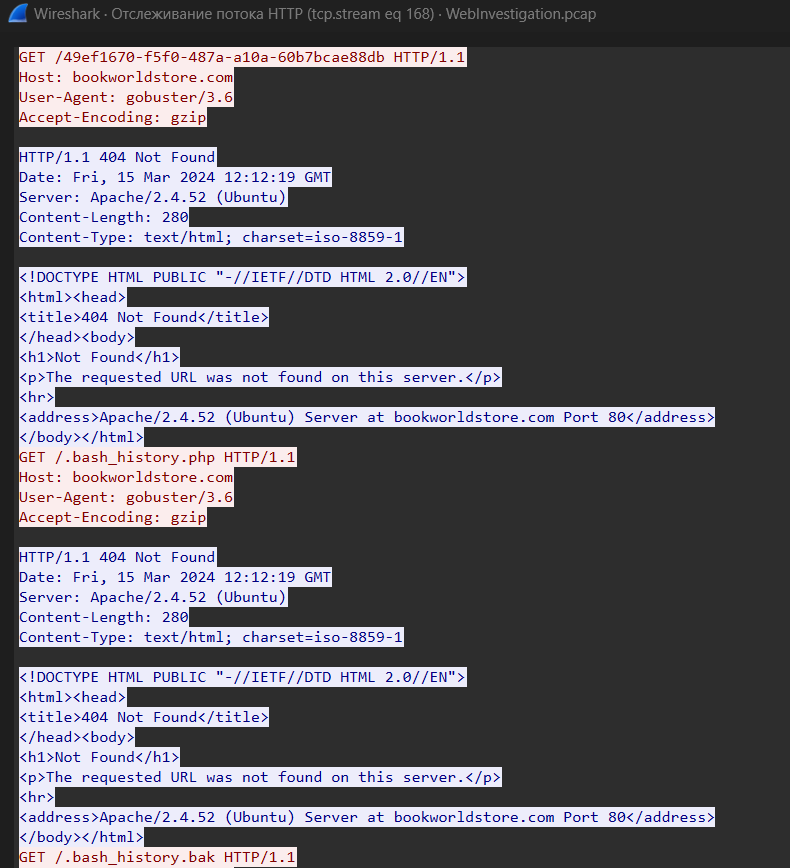 Wireshark · Отслеживание потока HTTP (tcp.stream eq 168) · WebInvestigation.pcap
GET /49ef1670-f5f0-487a-a10a-60b7bcae88db HTTP/1.1
Host: bookworldstore.com
User-Agent: gobuster/3.6
Accept-Encoding: gzip
HTTP/1.1 404 Not Found
Date: Fri, 15 Mar 2024 12:12:19 GMT
Server: Apache/2.4.52 (Ubuntu)
Content-Length: 280
Content-Type: text/html; charset=iso-8859-1
<!DOCTYPE HTML PUBLIC "-//IETF//DTD HTML 2.0//EN">
<html><head>
<title>404 Not Found</title>
</head><body>
<h1>Not Found</h1>
<p>The requested URL was not found on this server.</p>
<hr>
<address>Apache/2.4.52 (Ubuntu) Server at bookworldstore.com Port 80</address>
</body></html>
GET /.bash_history.php HTTP/1.1
Host: bookworldstore.com
User-Agent: gobuster/3.6
Accept-Encoding: gzip
HTTP/1.1 404 Not Found
Date: Fri, 15 Mar 2024 12:12:19 GMT
Server: Apache/2.4.52 (Ubuntu)
Content-Length: 280
Content-Type: text/html; charset=iso-8859-1
<!DOCTYPE HTML PUBLIC "-//IETF//DTD HTML 2.0//EN">
<html><head>
<title>404 Not Found</title>
</head><body>
<h1>Not Found</h1>
<p>The requested URL was not found on this server.</p>
<hr>
<address>Apache/2.4.52 (Ubuntu) Server at bookworldstore.com Port 80</address>
</body></html>
GET /.bash_history.bak HTTP/1.1